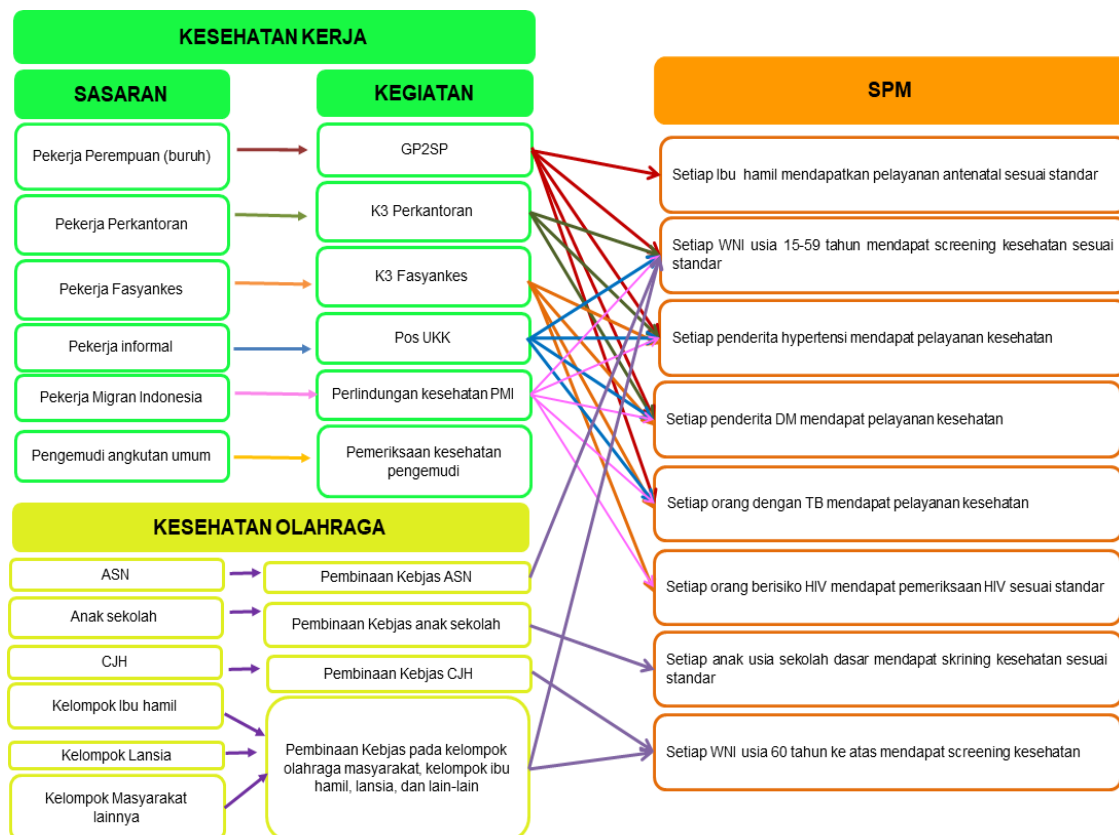 KESEHATAN KERJA
SASARAN
KEGIATAN
SPM
Pekerja Perempuan (buruh)
GP2SP
Pekerja Perkantoran
K3 Perkantoran
Pekerja Fasyankes
K3 Fasyankes
Pekerja informal
Pos UKK
Pekerja Migran Indonesia
Perlindungan kesehatan PMI
Pengemudi angkutan umum
Pemeriksaan kesehatan
pengemudi
KESEHATAN OLAHRAGA
ASN
Pembinaan Kebjas ASN
Anak sekolah
Pembinaan Kebjas anak sekolah
CJH
Pembinaan Kebjas CJH
Kelompok Ibu hamil
Kelompok Lansia
Kelompok Masyarakat
lainnya
Pembinaan Kebjas pada kelompok
olahraga masyarakat, kelompok ibu
hamil, lansia, dan lain-lain
Setiap Ibu hamil mendapatkan pelayanan antenatal sesuai standar
Setiap WNI usia 15-59 tahun mendapat screening kesehatan sesuai
standar
Setiap penderita hypertensi mendapat pelayanan kesehatan
Setiap penderita DM mendapat pelayanan kesehatan
Setiap orang dengan TB mendapat pelayanan kesehatan
Setiap orang berisiko HIV mendapat pemeriksaan HIV sesuai standar
Setiap anak usia sekolah dasar mendapat skrining kesehatan sesuai
standar
Setiap WNI usia 60 tahun ke atas mendapat screening kesehatan